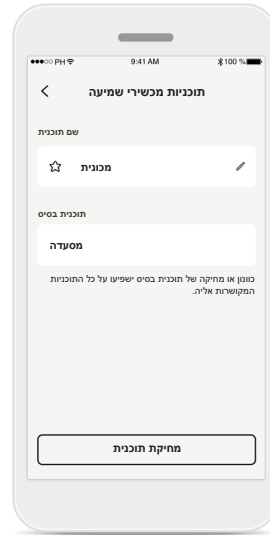 ●●●○○ PH 9:41 AM 100 %
תוכניות מכשירי שמיעה
שם תוכנית
מכונית
תוכנית בסיס
מסעדה
כוונון או מחיקה של תוכנית בסיס ישפיעו על כל התוכניות
המקושרות אליה.
מחיקת תוכנית